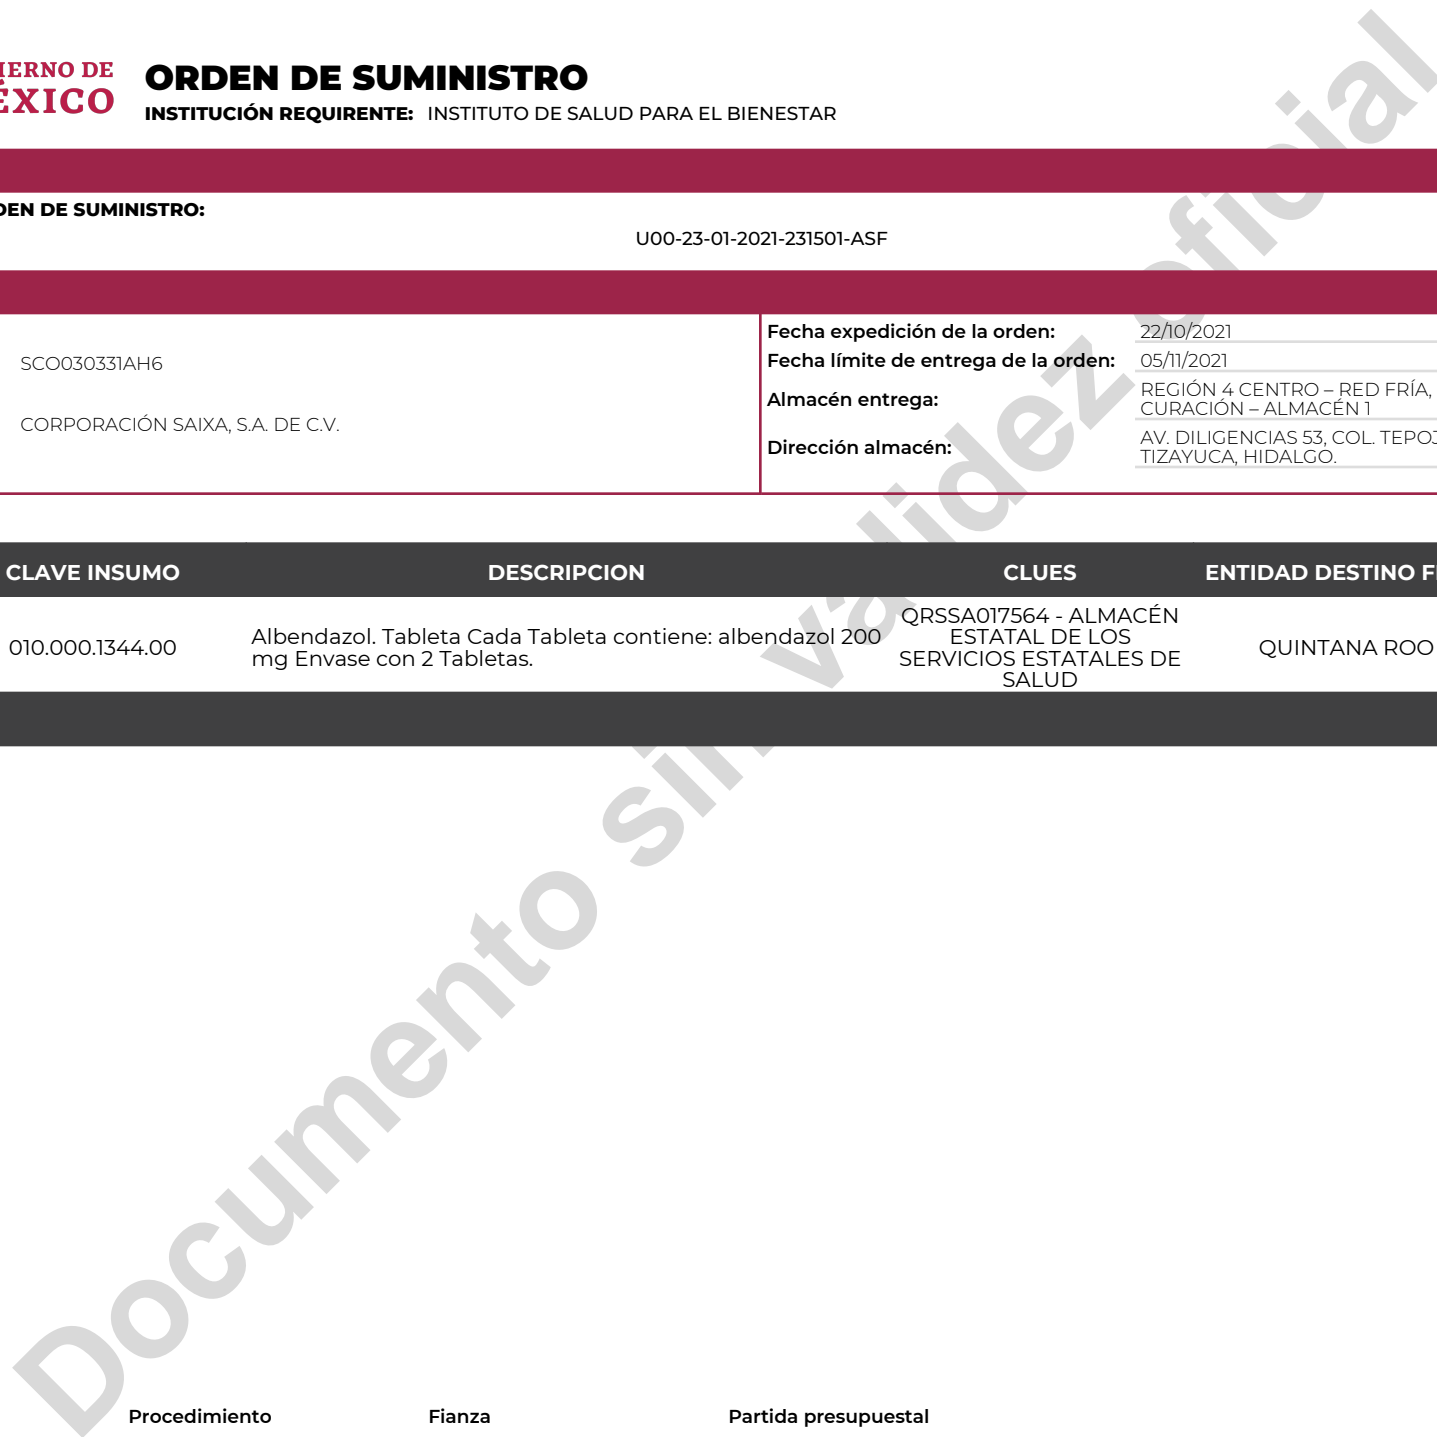 IERNO DE
ÉXICO
ORDEN DE SUMINISTRO
INSTITUCIÓN REQUIRENTE: INSTITUTO DE SALUD PARA EL BIENESTAR
DEN DE SUMINISTRO:
U00-23-01-2021-231501-ASF
SCO030331AH6
CORPORACIÓN SAIXA, S.A. DE C.V.
Fecha expedición de la orden: 22/10/2021
Fecha límite de entrega de la orden: 05/11/2021
Almacén entrega: REGIÓN 4 CENTRO – RED FRÍA,
CURACIÓN – ALMACÉN 1
Dirección almacén: AV. DILIGENCIAS 53, COL. TEPOJ
TIZAYUCA, HIDALGO.
CLAVE INSUMO DESCRIPCION CLUES ENTIDAD DESTINO FI
010.000.1344.00
Albendazol. Tableta Cada Tableta contiene: albendazol 200
mg Envase con 2 Tabletas.
QRSSA017564 - ALMACÉN
ESTATAL DE LOS
SERVICIOS ESTATALES DE
SALUD
QUINTANA ROO
Documento sin validez oficial
Procedimiento Fianza Partida presupuestal